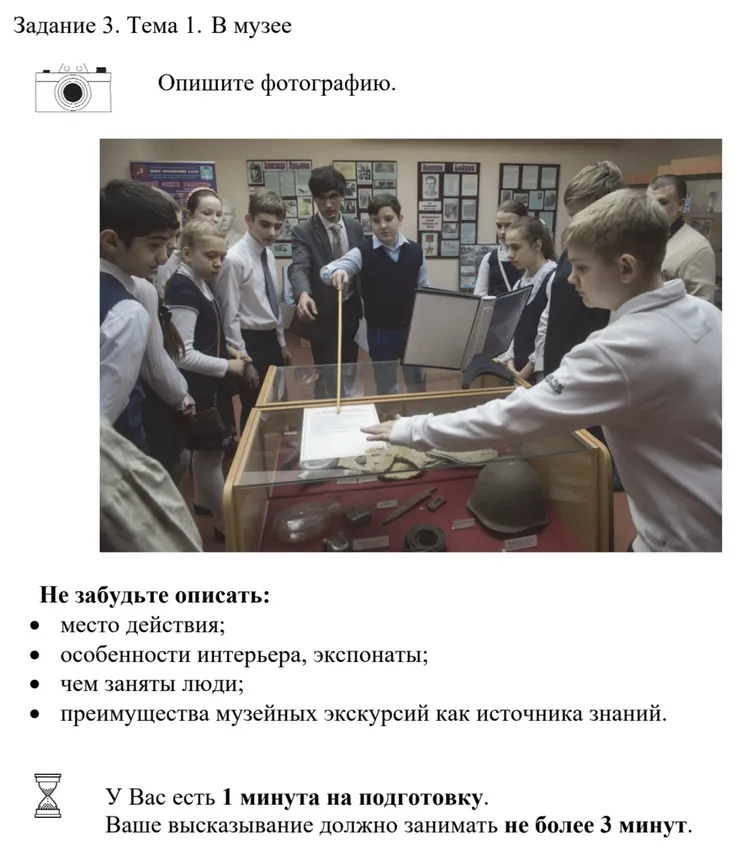 Задание 3. Тема 1. В музее
Опишите фотографию.
Не забудьте описать:
• место действия;
• особенности интерьера, экспонаты;
• чем заняты люди;
• преимущества музейных экскурсий как источника знаний.
У Вас есть 1 минута на подготовку.
Ваше высказывание должно занимать не более 3 минут.